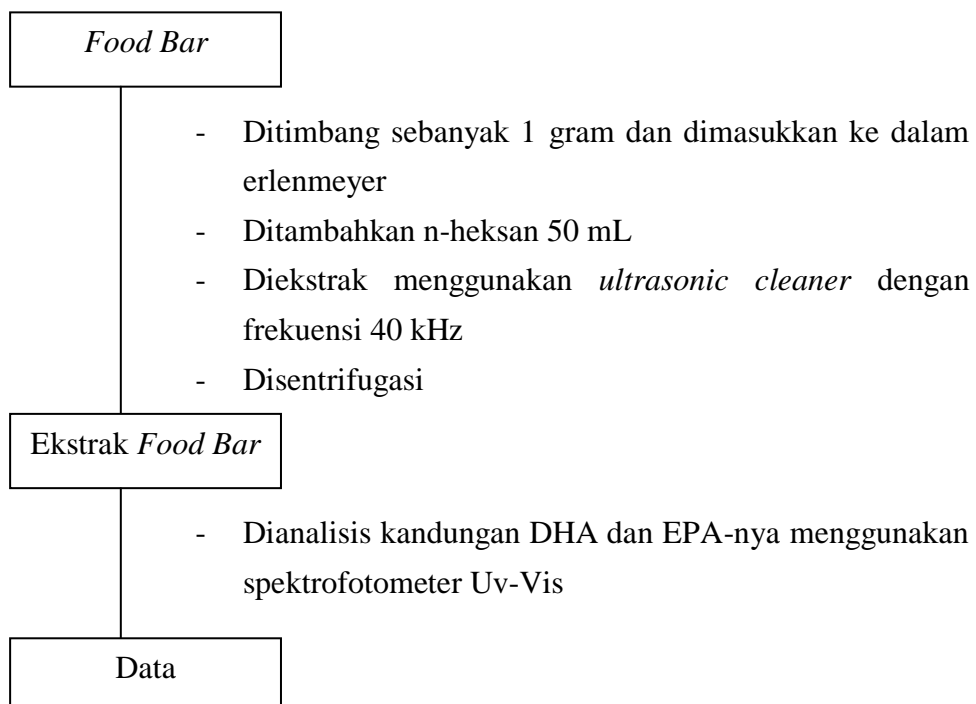 Food Bar
- Ditimbang sebanyak 1 gram dan dimasukkan ke dalam
erlenmeyer
- Ditambahkan n-heksan 50 mL
- Diekstrak menggunakan ultrasonic cleaner dengan
frekuensi 40 kHz
- Disentrifugasi
Ekstrak Food Bar
- Dianalisis kandungan DHA dan EPA-nya menggunakan
spektrofotometer Uv-Vis
Data